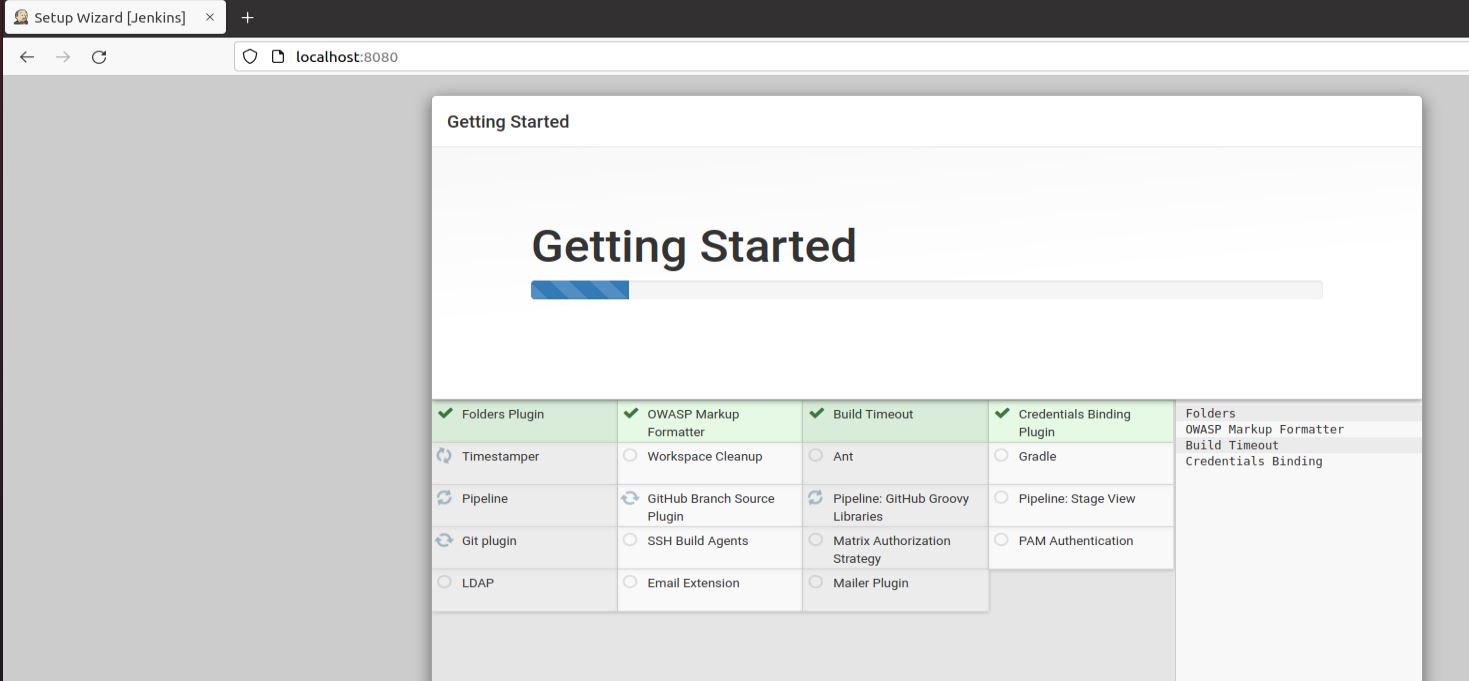 Setup Wizard [Jenkins]
localhost:8080
Getting Started
Getting Started
Folders Plugin
OWASP Markup
Formatter
Build Timeout
Credentials Binding
Plugin
Timestamper
Workspace Cleanup
Ant
Gradle
Pipeline
GitHub Branch Source
Plugin
Pipeline: GitHub Groovy
Libraries
Pipeline: Stage View
Git plugin
SSH Build Agents
Matrix Authorization
Strategy
PAM Authentication
LDAP
Email Extension
Mailer Plugin
Folders
OWASP Markup Formatter
Build Timeout
Credentials Binding